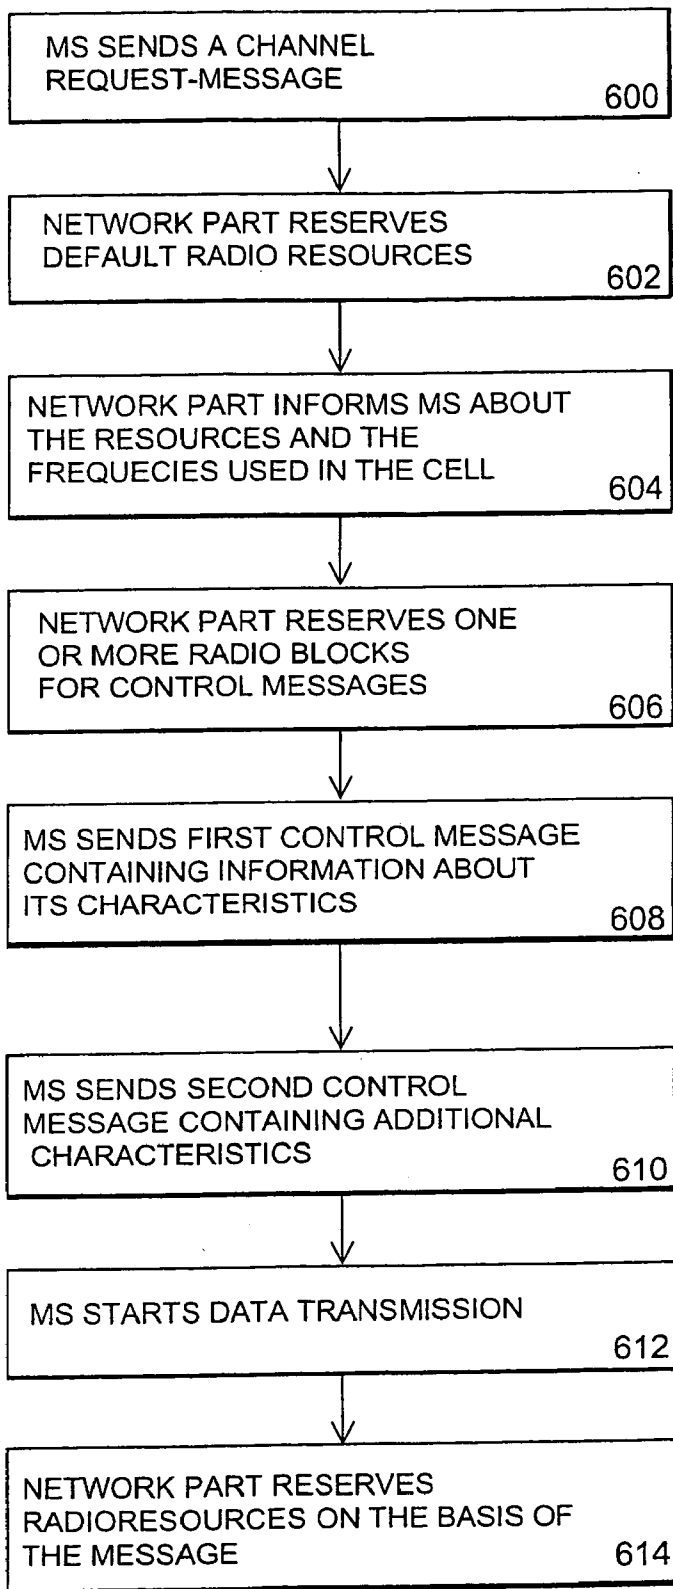 MS SENDS A CHANNEL
REQUEST-MESSAGE
600
NETWORK PART RESERVES
DEFAULT RADIO RESOURCES
602
NETWORK PART INFORMS MS ABOUT
THE RESOURCES AND THE
FREQUECIES USED IN THE CELL
604
NETWORK PART RESERVES ONE
OR MORE RADIO BLOCKS
FOR CONTROL MESSAGES
606
MS SENDS FIRST CONTROL MESSAGE
CONTAINING INFORMATION ABOUT
ITS CHARACTERISTICS
608
MS SENDS SECOND CONTROL
MESSAGE CONTAINING ADDITIONAL
CHARACTERISTICS
610
MS STARTS DATA TRANSMISSION
612
NETWORK PART RESERVES
RADIORESOURCES ON THE BASIS OF
THE MESSAGE
614